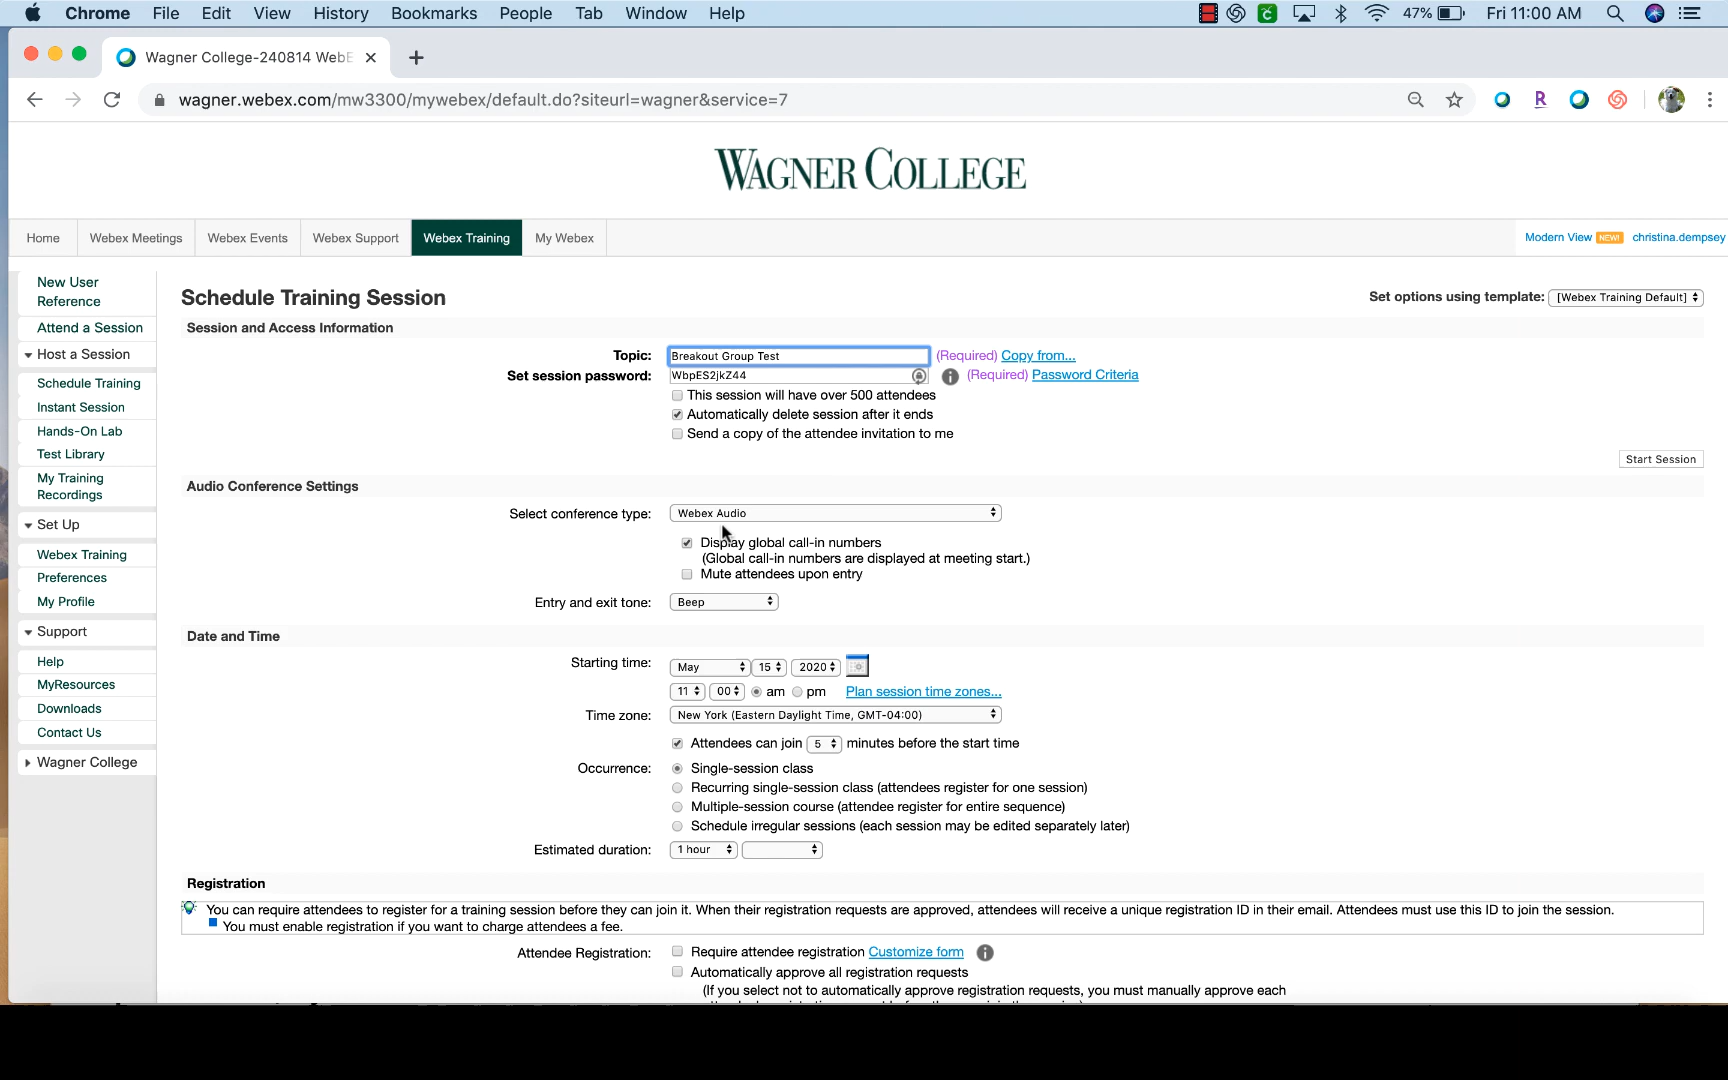 Chrome File Edit View History Bookmarks People Tab Window Help 47% Fri 11:00 AM
Wagner College-240814 WebE
wagner.webex.com/mw3300/mywebex/default.do?siteurl=wagner&service=7
WAGNER COLLEGE
Home Webex Meetings Webex Events Webex Support Webex Training My Webex Modern View NEW! christina.dempsey
New User
Reference
Attend a Session
Host a Session
Schedule Training
Instant Session
Hands-On Lab
Test Library
My Training
Recordings
Set Up
Webex Training
Preferences
My Profile
Support
Help
MyResources
Downloads
Contact Us
Wagner College
Schedule Training Session
Set options using template: [Webex Training Default]
Session and Access Information
Topic: Breakout Group Test (Required) Copy from...
Set session password: WbpES2jkZ44 (Required) Password Criteria
This session will have over 500 attendees
Automatically delete session after it ends
Send a copy of the attendee invitation to me
Start Session
Audio Conference Settings
Select conference type: Webex Audio
Display global call-in numbers
(Global call-in numbers are displayed at meeting start.)
Mute attendees upon entry
Entry and exit tone: Beep
Date and Time
Starting time: May 15 2020
11 00 am pm Plan session time zones...
Time zone: New York (Eastern Daylight Time, GMT-04:00)
Attendees can join 5 minutes before the start time
Occurrence: Single-session class
Recurring single-session class (attendees register for one session)
Multiple-session course (attendee register for entire sequence)
Schedule irregular sessions (each session may be edited separately later)
Estimated duration: 1 hour
Registration
You can require attendees to register for a training session before they can join it. When their registration requests are approved, attendees will receive a unique registration ID in their email. Attendees must use this ID to join the session.
You must enable registration if you want to charge attendees a fee.
Attendee Registration: Require attendee registration Customize form
Automatically approve all registration requests
(If you select not to automatically approve registration requests, you must manually approve each